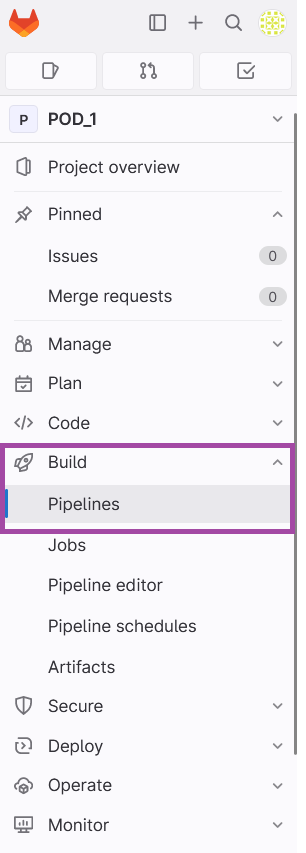 P POD_1
Project overview
Pinned
Issues 0
Merge requests 0
Manage
Plan
Code
Build
Pipelines
Jobs
Pipeline editor
Pipeline schedules
Artifacts
Secure
Deploy
Operate
Monitor